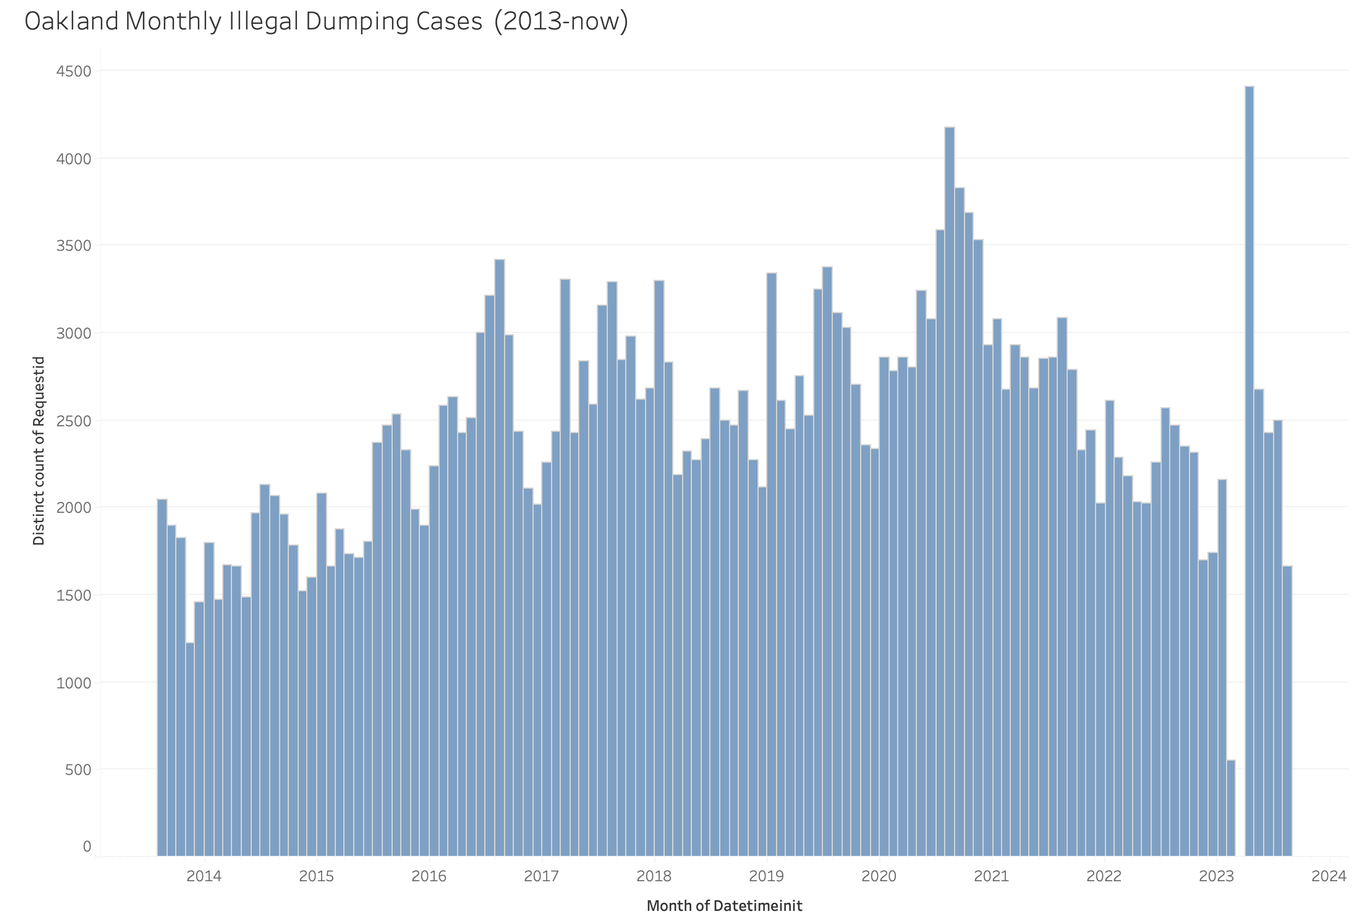 Oakland Monthly Illegal Dumping Cases (2013-now)
4500
4000
3500
3000
2500
2000
1500
1000
500
0
Distinct count of Requestid
2014 2015 2016 2017 2018 2019 2020 2021 2022 2023 2024
Month of Datetimeinit